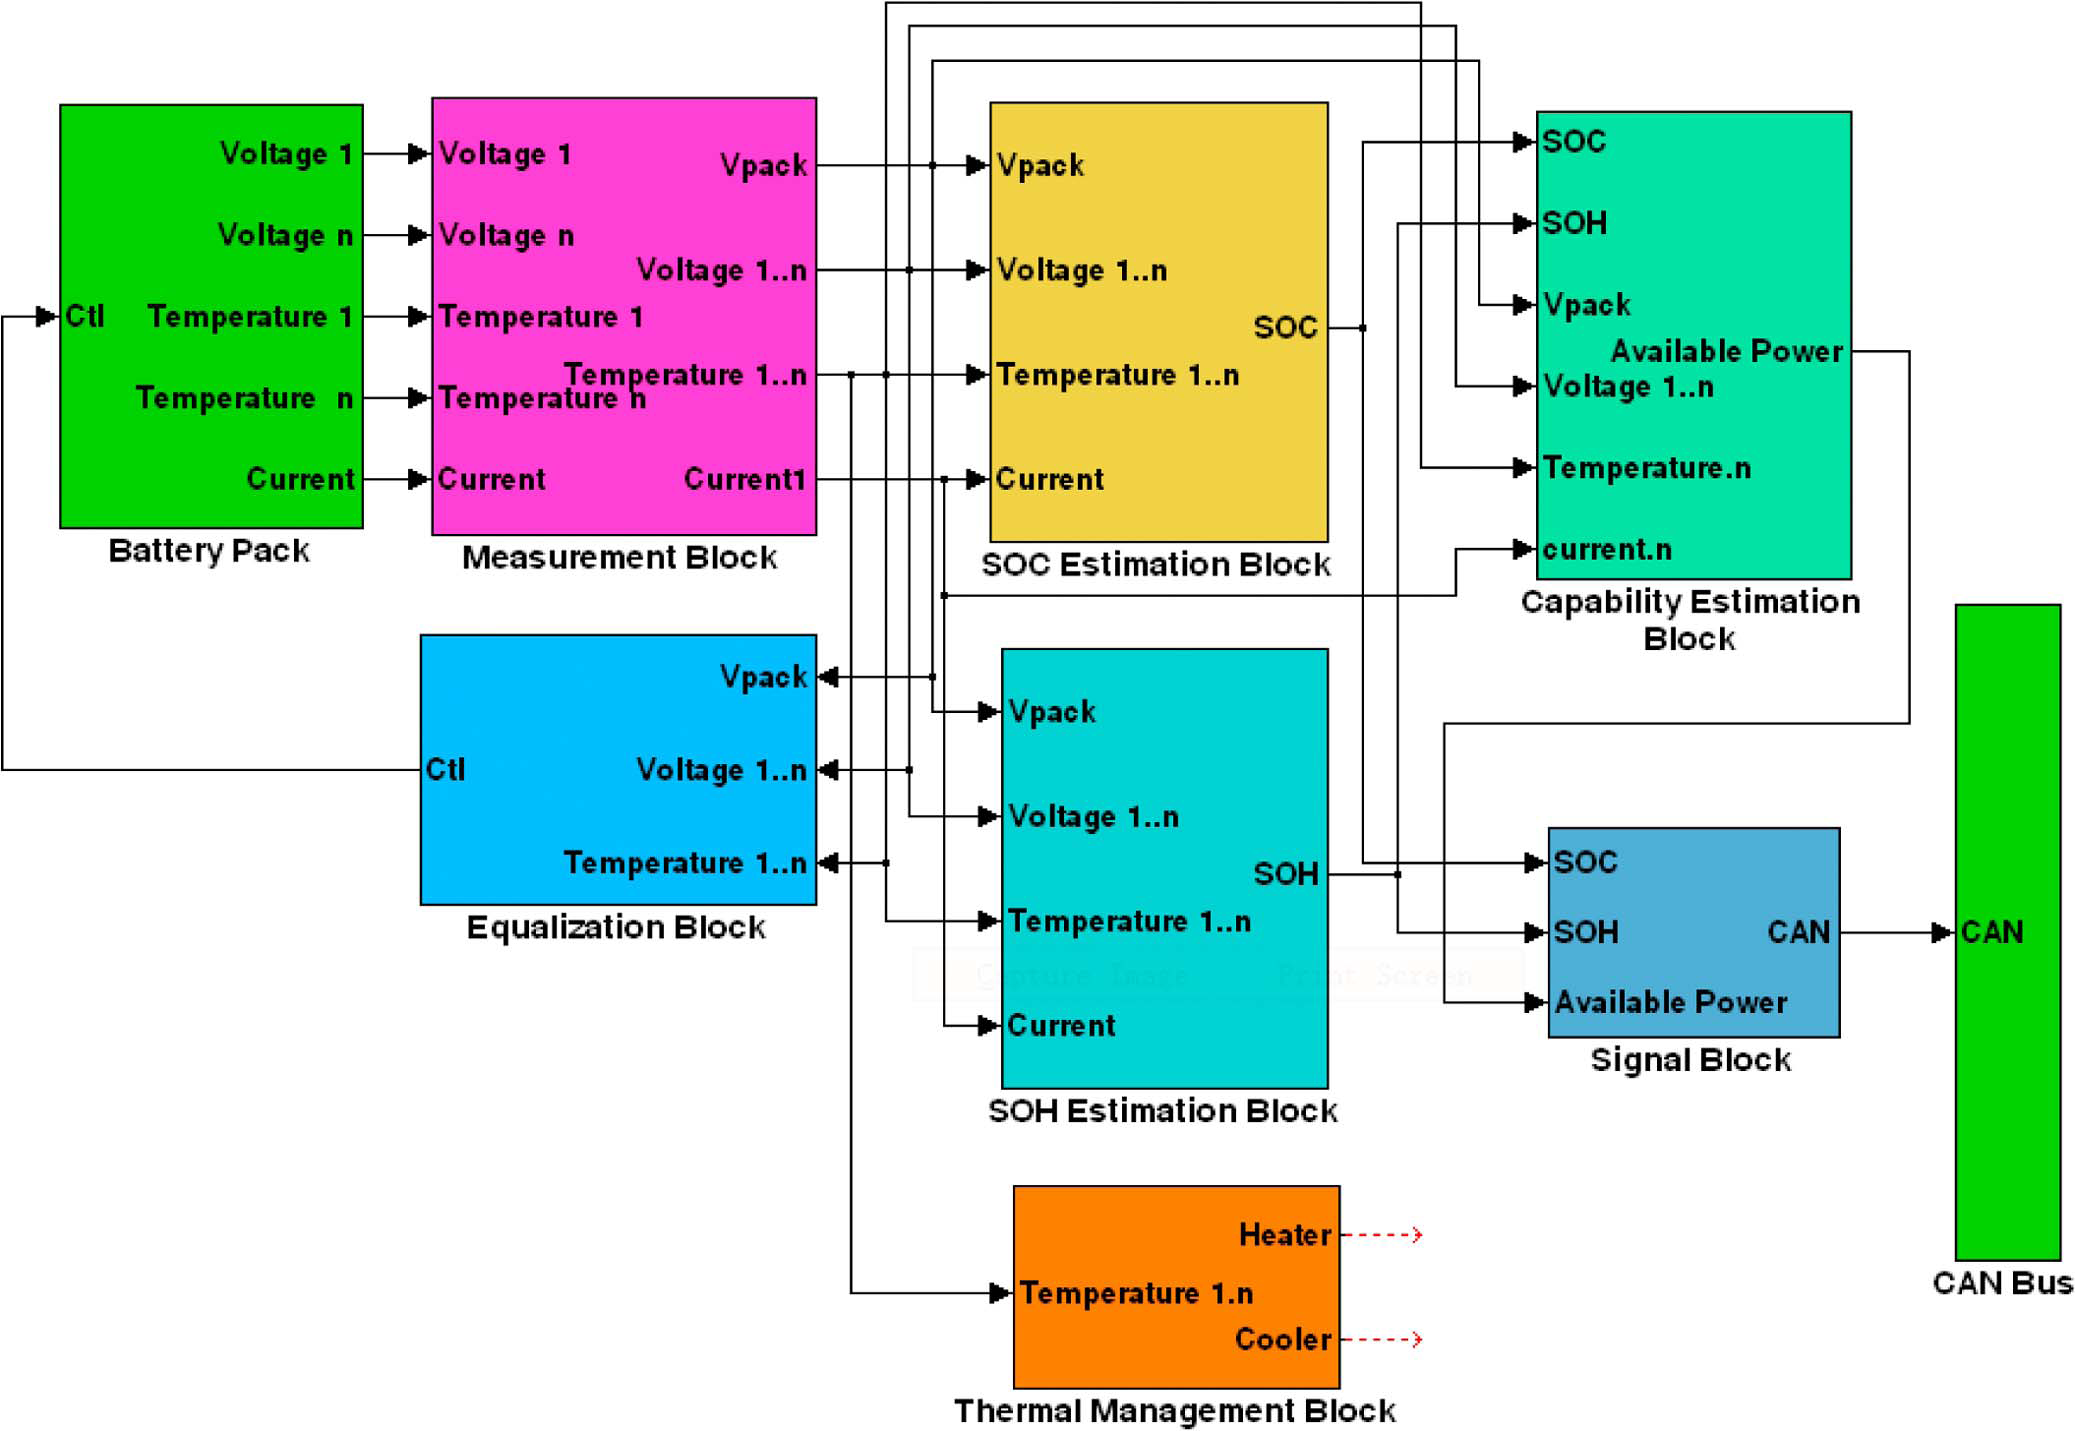 Voltage 1
Voltage n
Ctl
Temperature 1
Temperature n
Current
Battery Pack
Voltage 1
Vpack
Voltage n
Voltage 1..n
Temperature 1
Temperature 1..n
Temperature n
Current
Current1
Measurement Block
Vpack
Voltage 1..n
SOC
Temperature 1..n
Current
SOC Estimation Block
SOC
SOH
Vpack
Available Power
Voltage 1..n
Temperature.n
current.n
Capability Estimation
Block
Vpack
Ctl
Voltage 1..n
Temperature 1..n
Equalization Block
Vpack
Voltage 1..n
SOH
Temperature 1..n
Capture Image
Print Screen
Current
SOH Estimation Block
SOC
SOH
CAN
Available Power
Signal Block
CAN
CAN Bus
Heater
Temperature 1.n
Cooler
Thermal Management Block